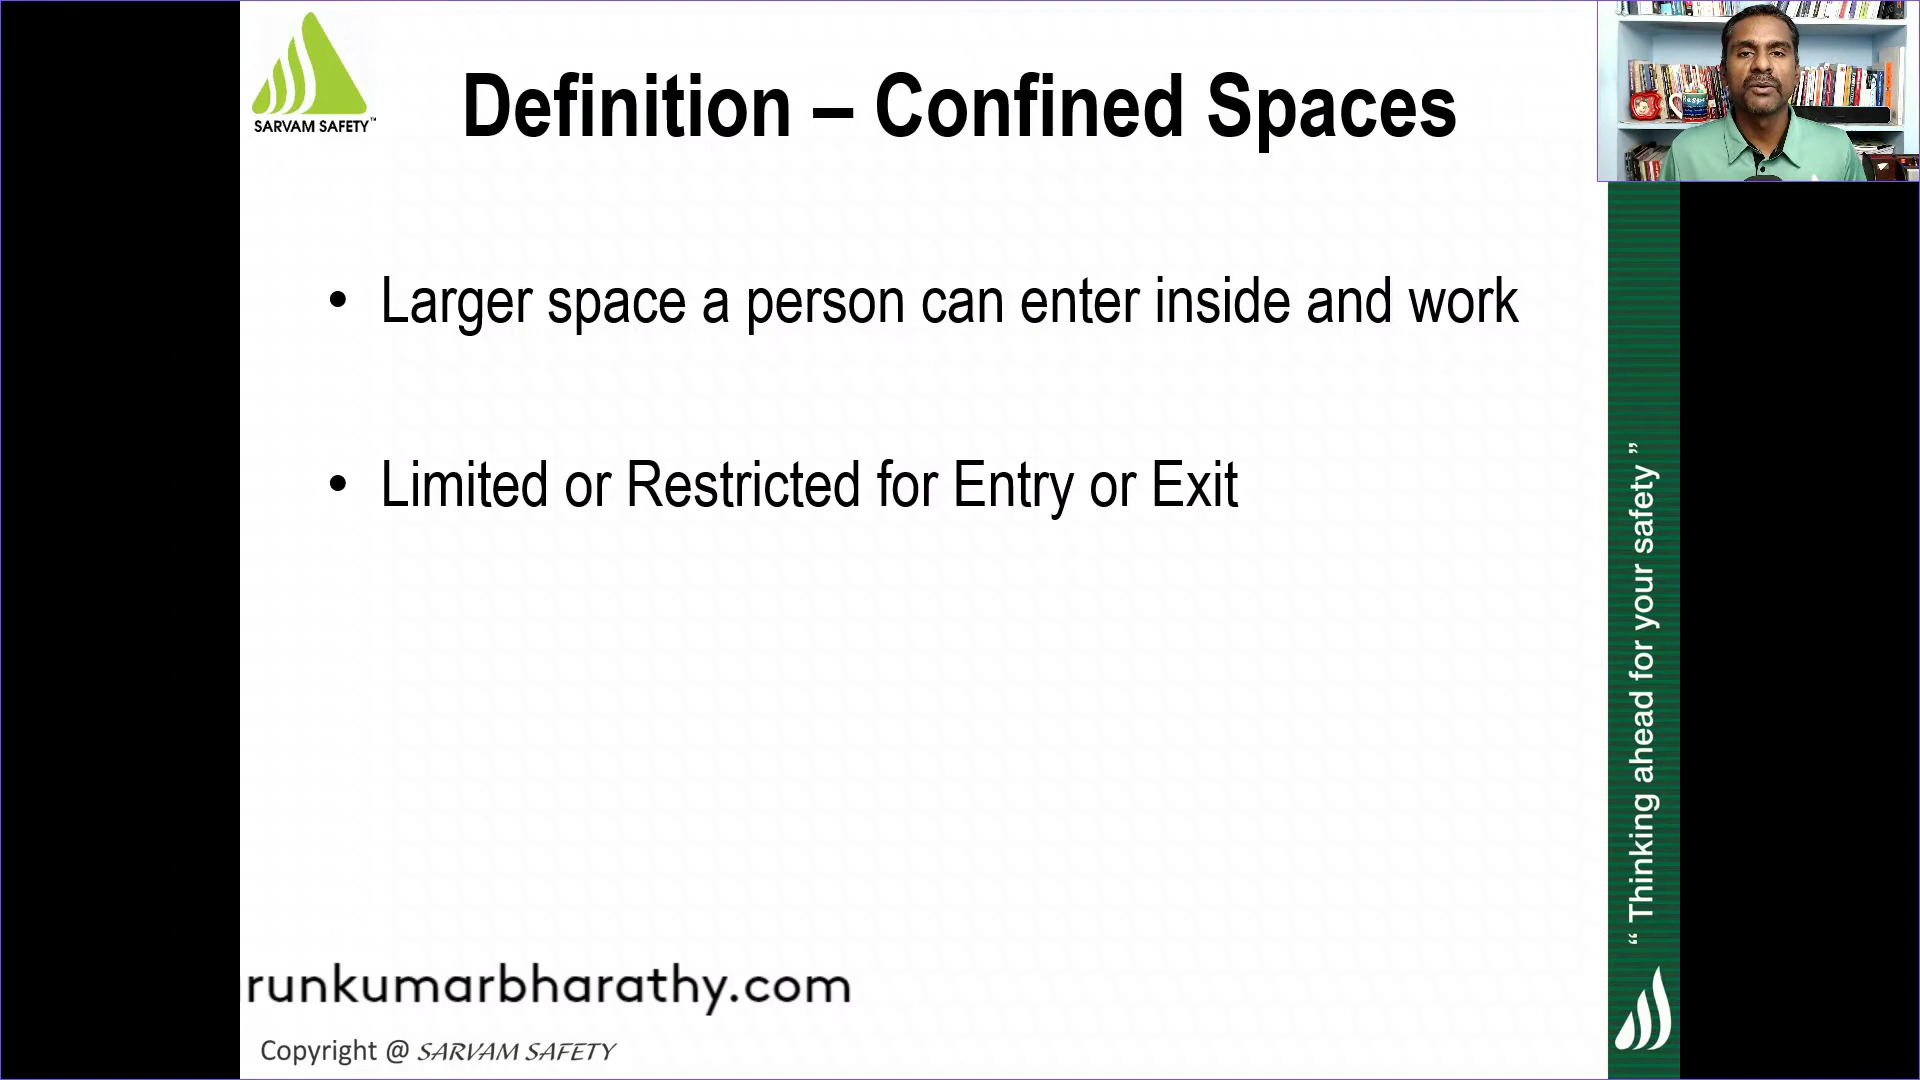 SARVAM SAFETY™
Definition – Confined Spaces
• Larger space a person can enter inside and work
• Limited or Restricted for Entry or Exit
“ Thinking ahead for your safety ”
runkumarbharathy.com
Copyright @ SARVAM SAFETY